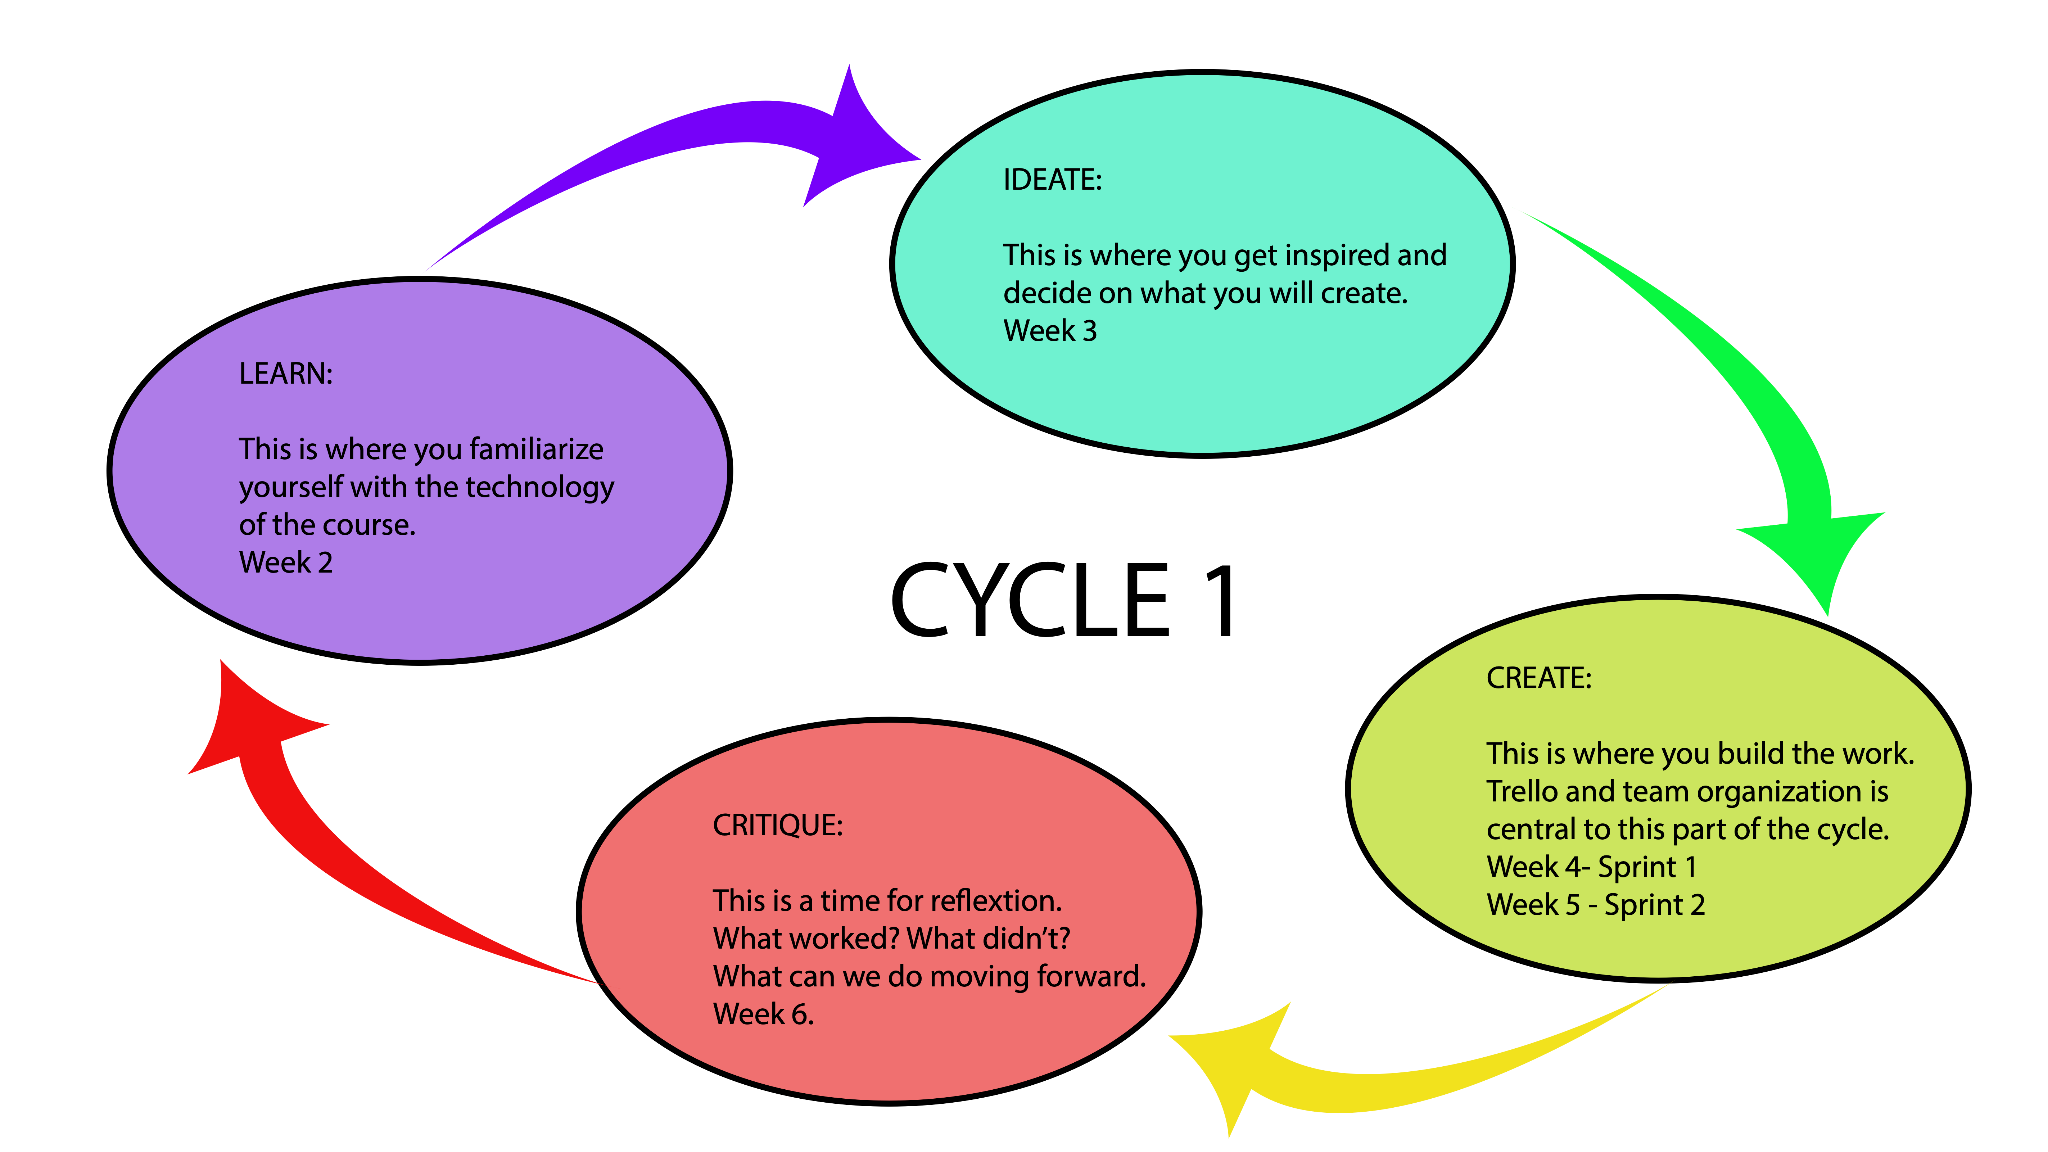 IDEATE:
This is where you get inspired and
decide on what you will create.
Week 3
LEARN:
This is where you familiarize
yourself with the technology
of the course.
Week 2
CYCLE 1
CREATE:
This is where you build the work.
Trello and team organization is
central to this part of the cycle.
Week 4- Sprint 1
Week 5 - Sprint 2
CRITIQUE:
This is a time for reflextion.
What worked? What didn't?
What can we do moving forward.
Week 6.